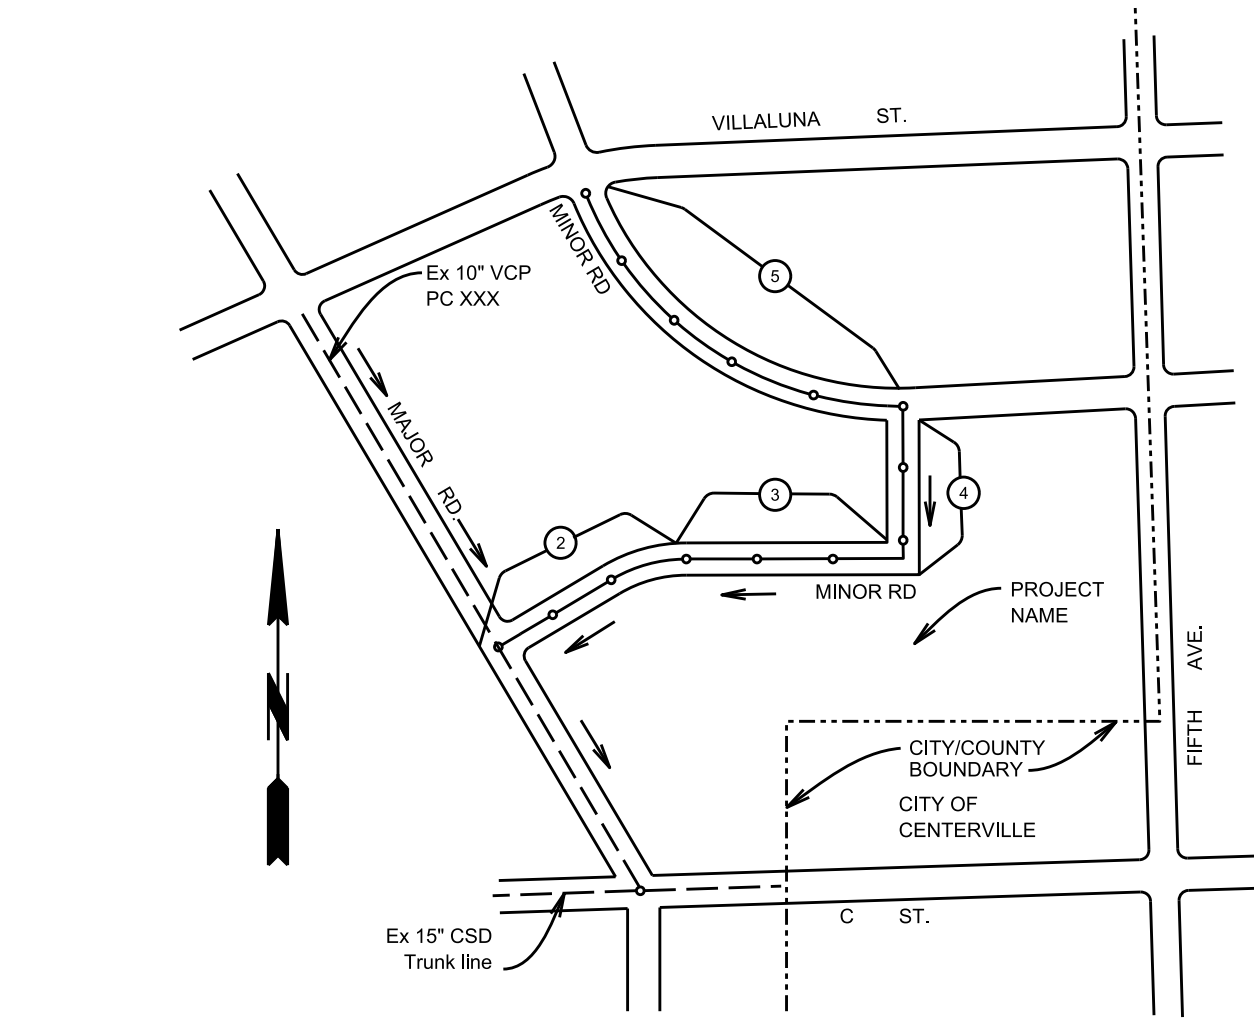 VILLALUNA ST.
MINOR RD
Ex 10" VCP
PC XXX
5
MAJOR RD.
3
4
2
MINOR RD
PROJECT
NAME
N
FIFTH AVE.
CITY/COUNTY
BOUNDARY
CITY OF
CENTERVILLE
C ST.
Ex 15" CSD
Trunk line